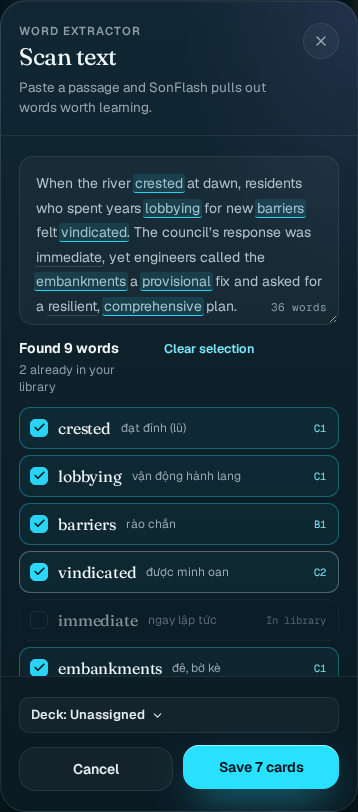 WORD EXTRACTOR
Scan text
Paste a passage and SonFlash pulls out
words worth learning.
When the river crested at dawn, residents
who spent years lobbying for new barriers
felt vindicated. The council's response was
immediate, yet engineers called the
embankments a provisional fix and asked for
a resilient, comprehensive plan.
36 words
Found 9 words
Clear selection
2 already in your
library
crested đạt đỉnh (lũ) C1
lobbying vận động hành lang C1
barriers rào chắn B1
vindicated được minh oan C2
immediate ngay lập tức In library
embankments đê, bờ kè C1
Deck: Unassigned
Cancel
Save 7 cards